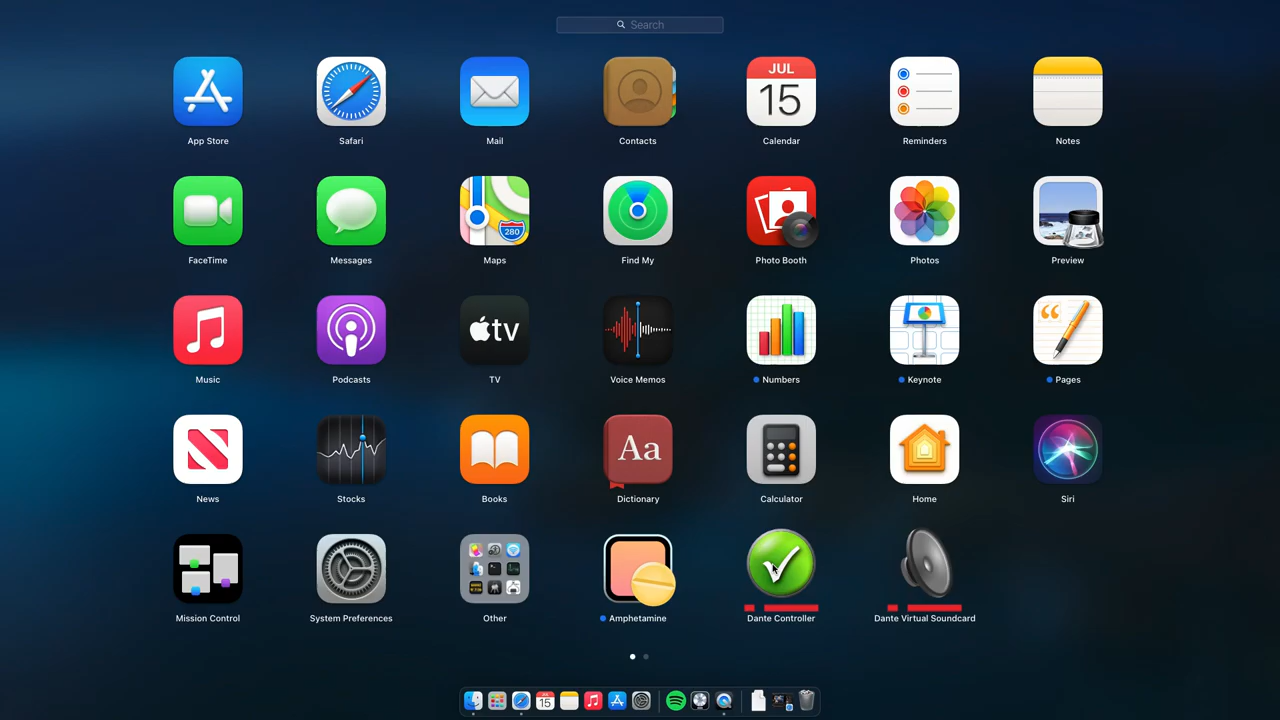 Search
App Store
Safari
Mail
Contacts
JUL
15
Calendar
Reminders
Notes
FaceTime
Messages
280
Maps
Find My
Photo Booth
Photos
Preview
Music
Podcasts
tv
TV
Voice Memos
Numbers
Keynote
Pages
News
Stocks
Books
Aa
Dictionary
Calculator
Home
Siri
Mission Control
System Preferences
Other
Amphetamine
Dante Controller
Dante Virtual Soundcard
15